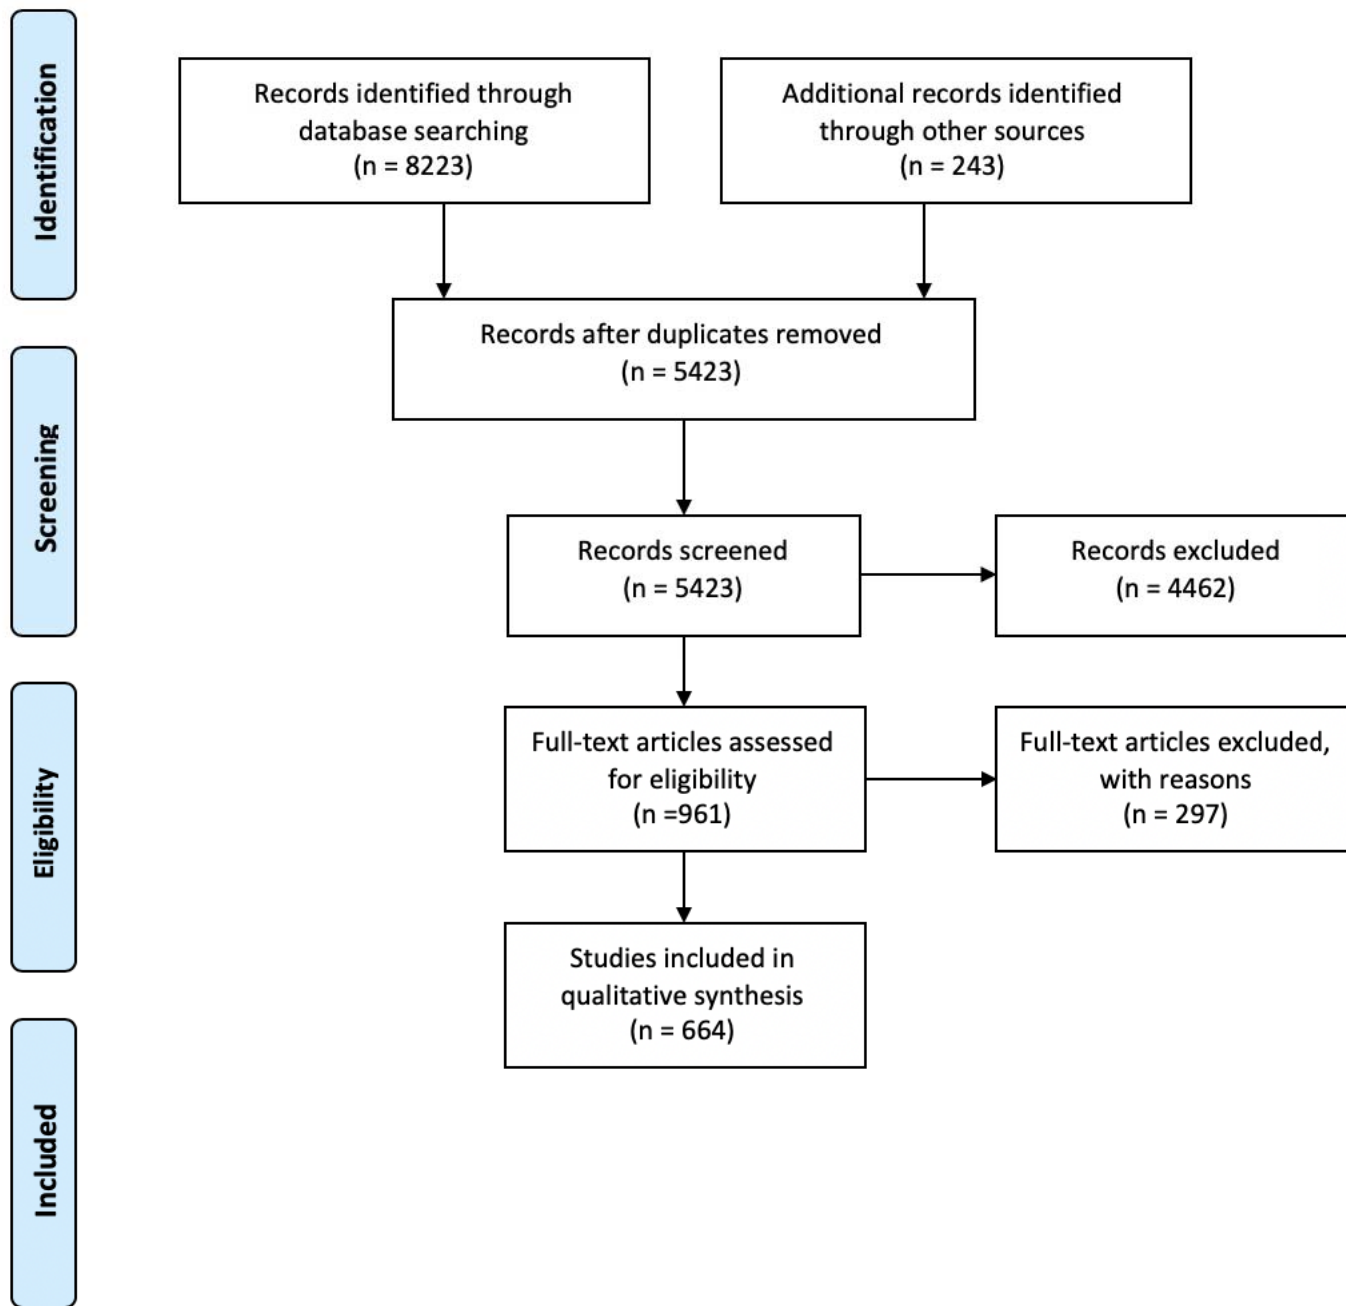 Identification
Records identified through
database searching
(n = 8223)
Additional records identified
through other sources
(n = 243)
Records after duplicates removed
(n = 5423)
Screening
Records screened
(n = 5423)
Records excluded
(n = 4462)
Eligibility
Full-text articles assessed
for eligibility
(n =961)
Full-text articles excluded,
with reasons
(n = 297)
Studies included in
qualitative synthesis
(n = 664)
Included